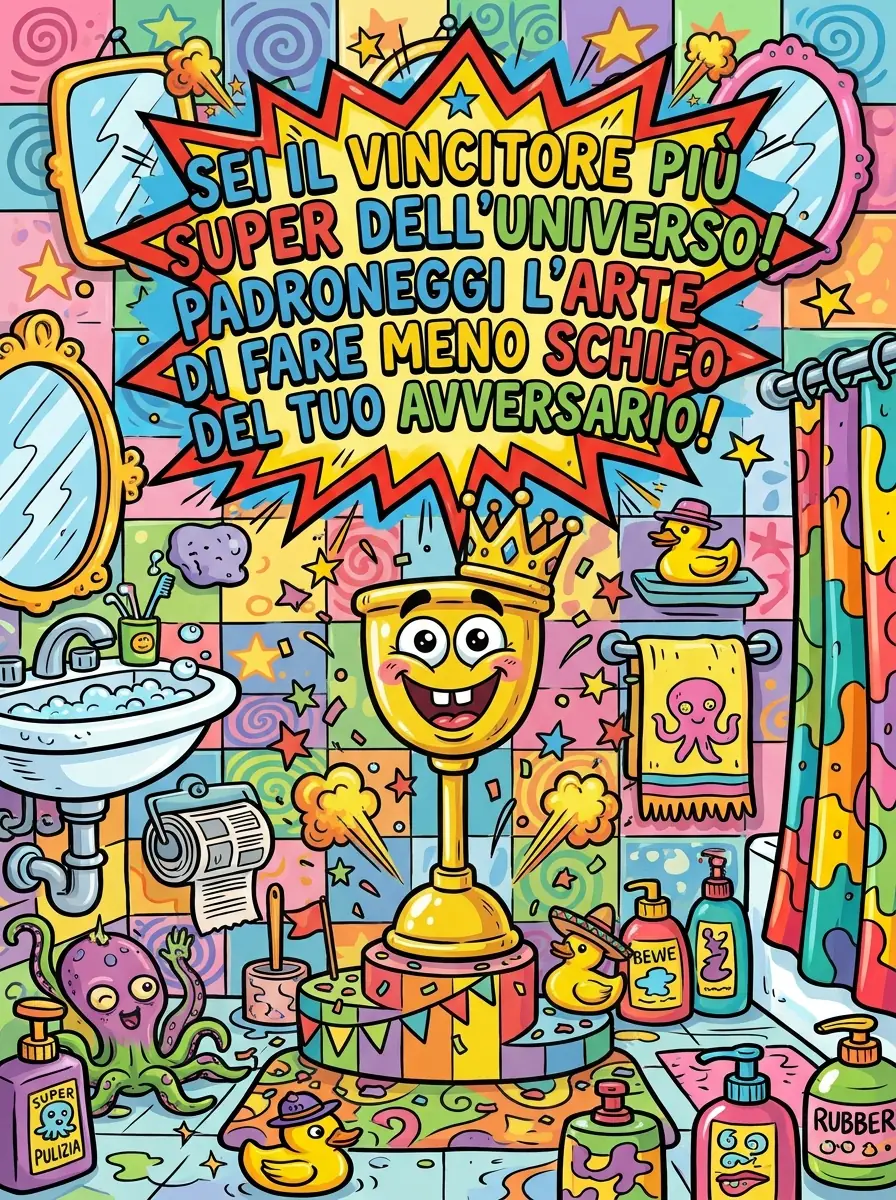 SEI IL VINCITORE PIÙ
SUPER DELL'UNIVERSO!
PADRONEGGI L'ARTE
DI FARE MENO SCHIFO
DEL TUO AVVERSARIO!
BEWE
SUPER
PULIZIA
RUBBER